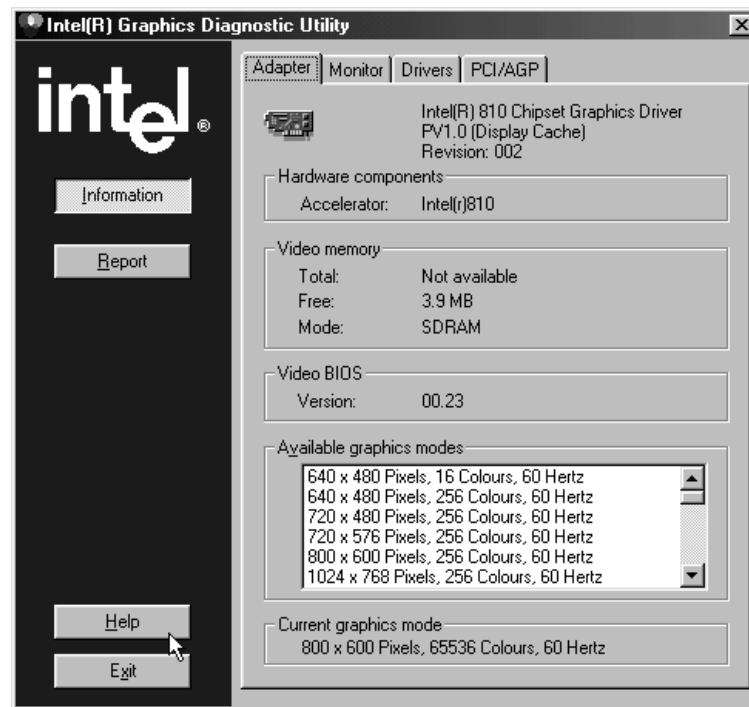 Intel(R) Graphics Diagnostic Utility
intel®
Information
Report
Help
Exit
Adapter
Monitor
Drivers
PCI/AGP
Intel(R) 810 Chipset Graphics Driver
PV1.0 (Display Cache)
Revision: 002
Hardware components
Accelerator: Intel(r)810
Video memory
Total: Not available
Free: 3.9 MB
Mode: SDRAM
Video BIOS
Version: 00.23
Available graphics modes
640 x 480 Pixels, 16 Colours, 60 Hertz
640 x 480 Pixels, 256 Colours, 60 Hertz
720 x 480 Pixels, 256 Colours, 60 Hertz
720 x 576 Pixels, 256 Colours, 60 Hertz
800 x 600 Pixels, 256 Colours, 60 Hertz
1024 x 768 Pixels, 256 Colours, 60 Hertz
Current graphics mode
800 x 600 Pixels, 65536 Colours, 60 Hertz